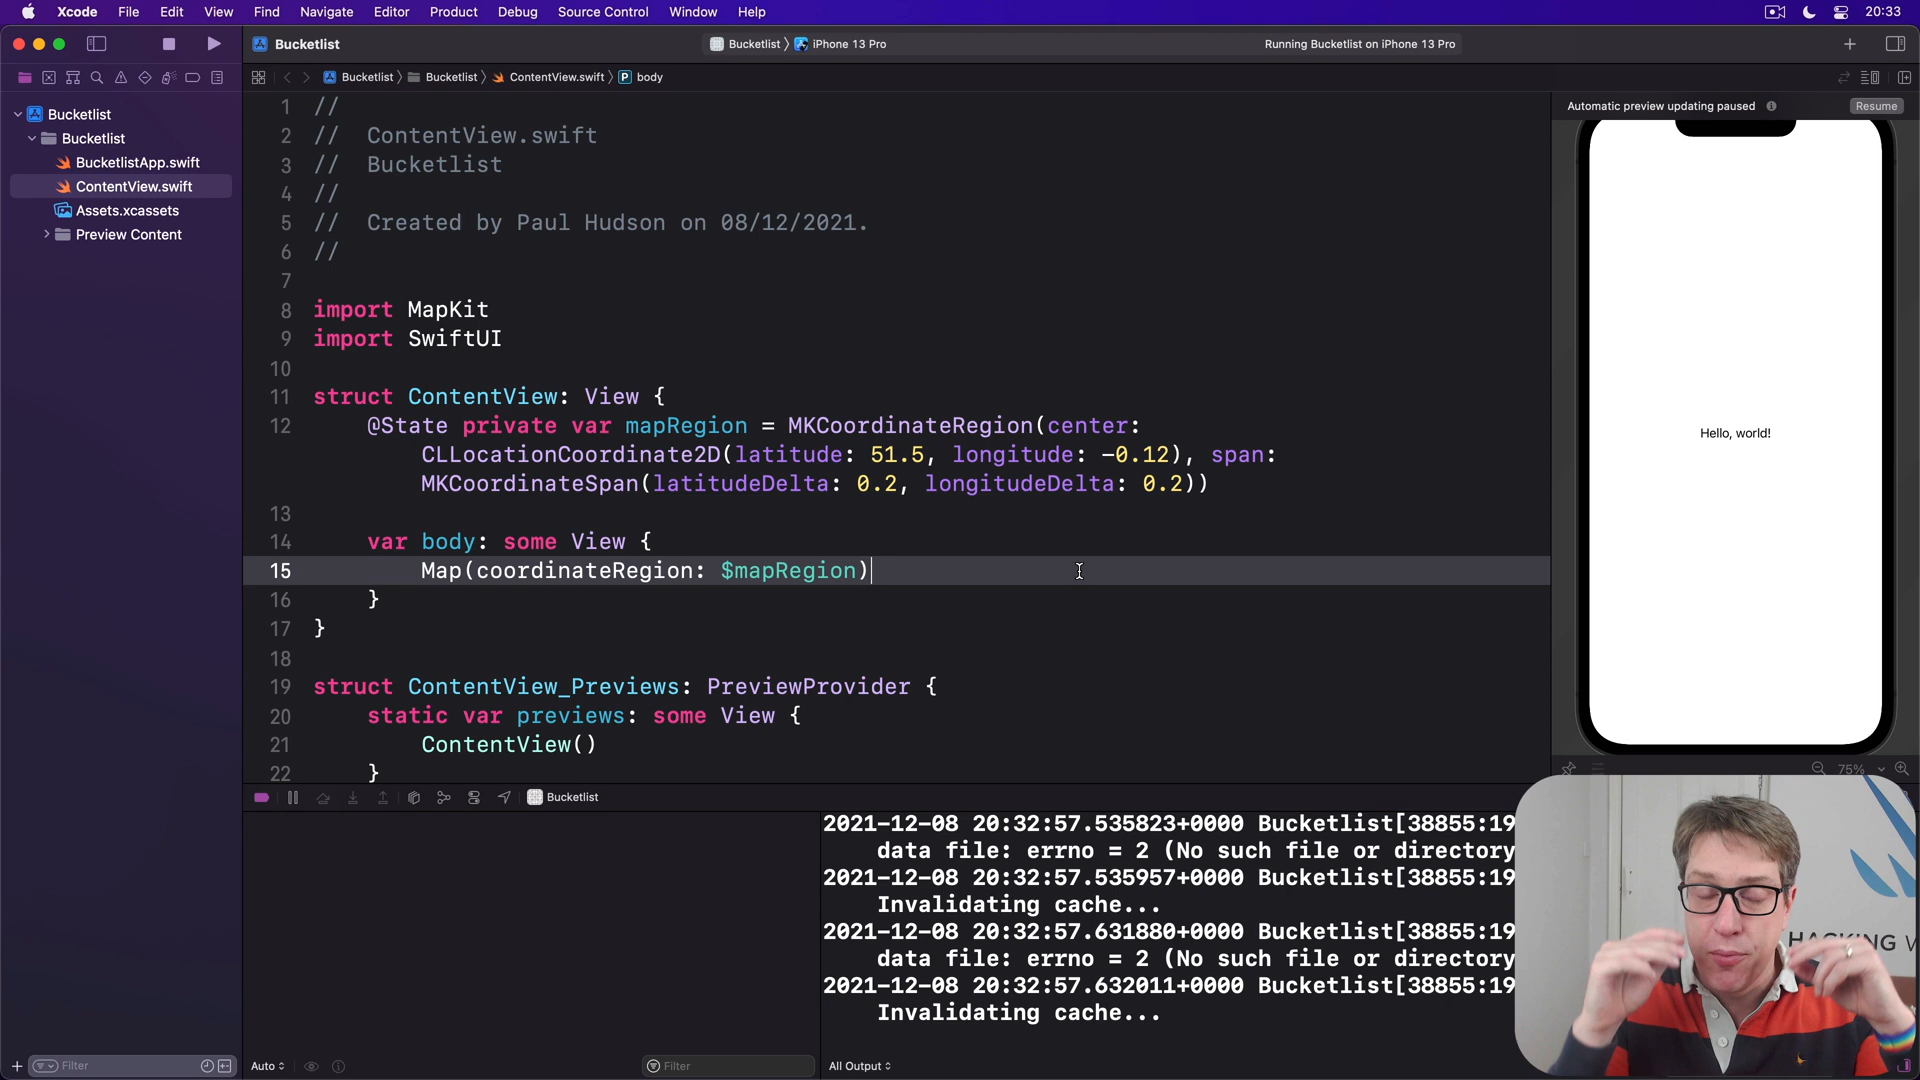 Xcode File Edit View Find Navigate Editor Product Debug Source Control Window Help 20:33
Bucketlist Bucketlist iPhone 13 Pro Running Bucketlist on iPhone 13 Pro
Bucketlist Bucketlist ContentView.swift P body
Bucketlist
Bucketlist
BucketlistApp.swift
ContentView.swift
Assets.xcassets
Preview Content
1 //
2 // ContentView.swift
3 // Bucketlist
4 //
5 // Created by Paul Hudson on 08/12/2021.
6 //
7
8 import MapKit
9 import SwiftUI
10
11 struct ContentView: View {
12 @State private var mapRegion = MKCoordinateRegion(center:
CLLocationCoordinate2D(latitude: 51.5, longitude: -0.12), span:
MKCoordinateSpan(latitudeDelta: 0.2, longitudeDelta: 0.2))
13
14 var body: some View {
15 Map(coordinateRegion: $mapRegion)
16 }
17 }
18
19 struct ContentView_Previews: PreviewProvider {
20 static var previews: some View {
21 ContentView()
22 }
Automatic preview updating paused Resume
Hello, world!
75%
Bucketlist
2021-12-08 20:32:57.535823+0000 Bucketlist[38855:19
data file: errno = 2 (No such file or directory
2021-12-08 20:32:57.535957+0000 Bucketlist[38855:19
Invalidating cache...
2021-12-08 20:32:57.631880+0000 Bucketlist[38855:19
data file: errno = 2 (No such file or directory
2021-12-08 20:32:57.632011+0000 Bucketlist[38855:19
Invalidating cache...
HACKING W
Filter Auto Filter All Output